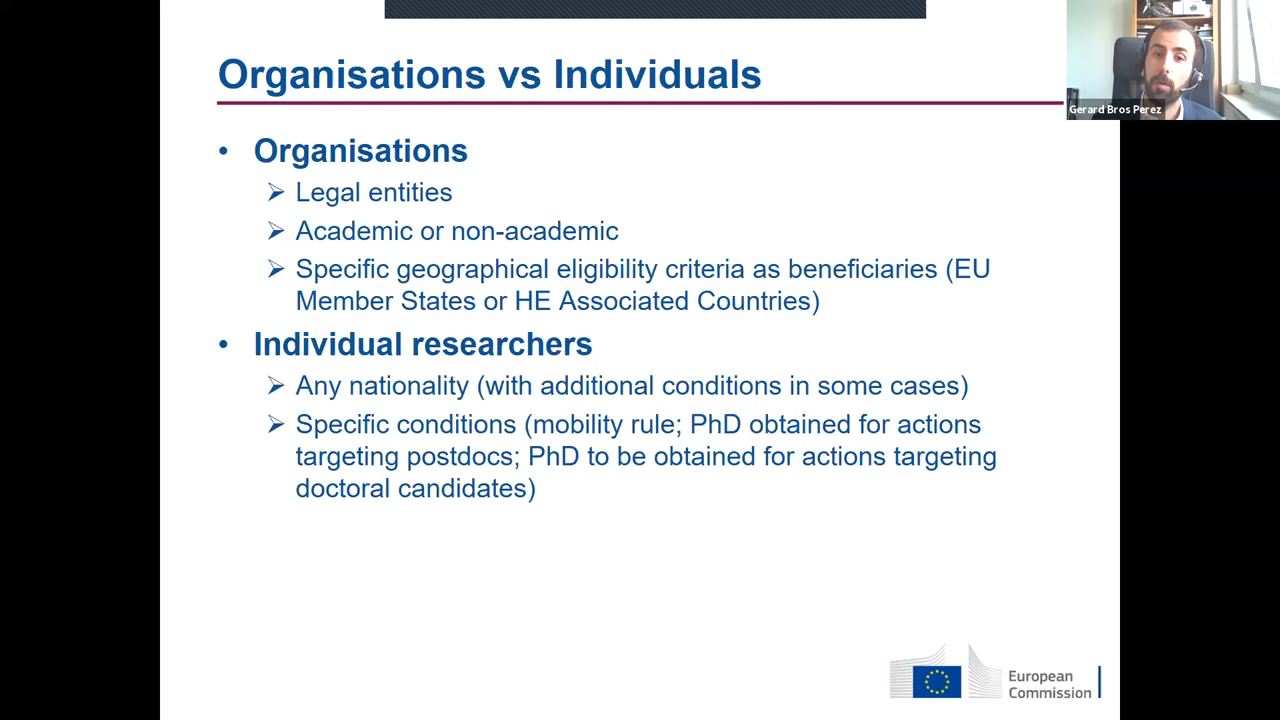 Organisations vs Individuals
Gerard Bros Perez
• Organisations
➢ Legal entities
➢ Academic or non-academic
➢ Specific geographical eligibility criteria as beneficiaries (EU
Member States or HE Associated Countries)
• Individual researchers
➢ Any nationality (with additional conditions in some cases)
➢ Specific conditions (mobility rule; PhD obtained for actions
targeting postdocs; PhD to be obtained for actions targeting
doctoral candidates)
European
Commission